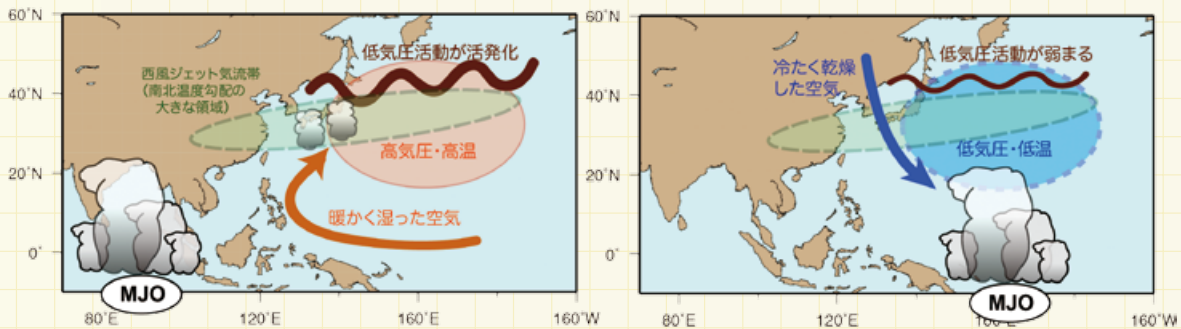 60˚N
40˚N
20˚N
0˚
80˚E
120˚E
160˚E
160˚W
西風ジェット気流帯
(南北温度勾配の
大きな領域)
低気圧活動が活発化
高気圧・高温
暖かく湿った空気
MJO
60˚N
40˚N
20˚N
0˚
80˚E
120˚E
160˚E
160˚W
冷たく乾燥
した空気
低気圧活動が弱まる
低気圧・低温
MJO